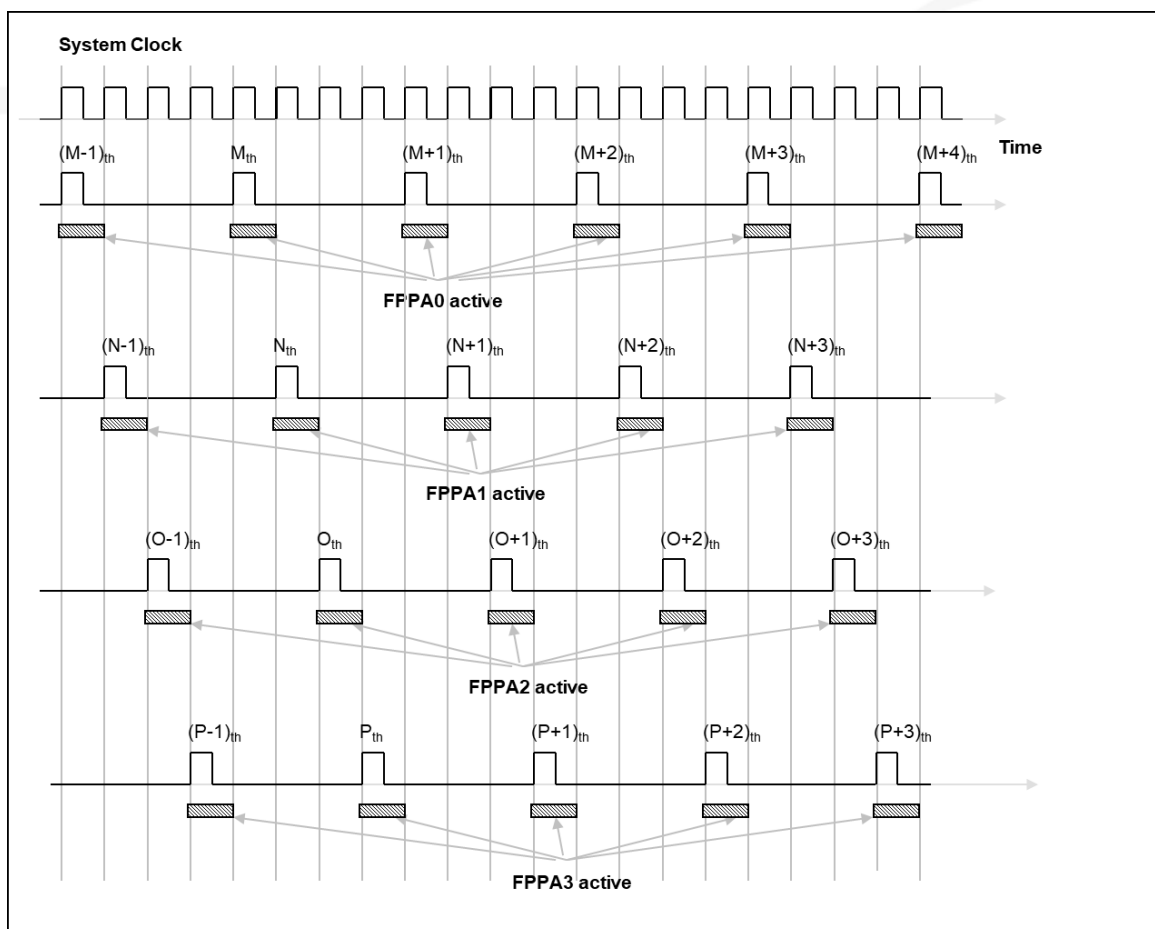 System Clock
Time
(M-1)th Mth (M+1)th (M+2)th (M+3)th (M+4)th
FPPA0 active
(N-1)th Nth (N+1)th (N+2)th (N+3)th
FPPA1 active
(O-1)th Oth (O+1)th (O+2)th (O+3)th
FPPA2 active
(P-1)th Pth (P+1)th (P+2)th (P+3)th
FPPA3 active